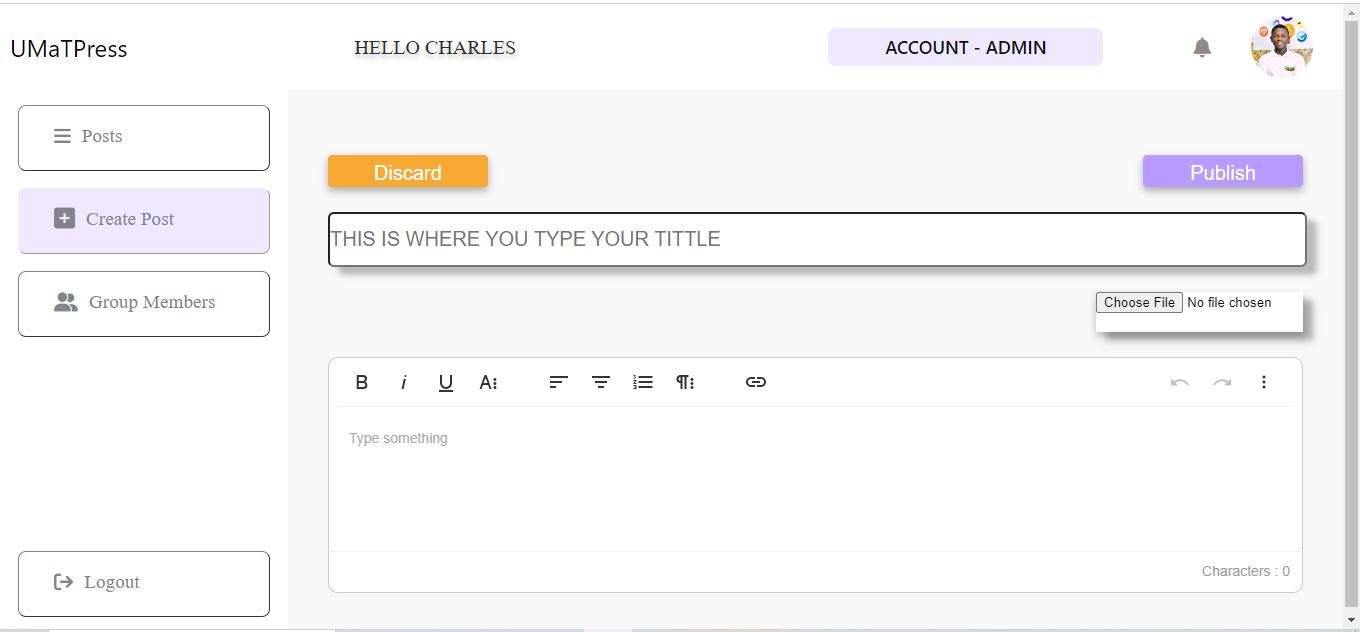 UMaTPress
HELLO CHARLES
ACCOUNT - ADMIN
Posts
Create Post
Group Members
Logout
Discard
Publish
THIS IS WHERE YOU TYPE YOUR TITTLE
Choose File No file chosen
B i U A
Type something
Characters : 0